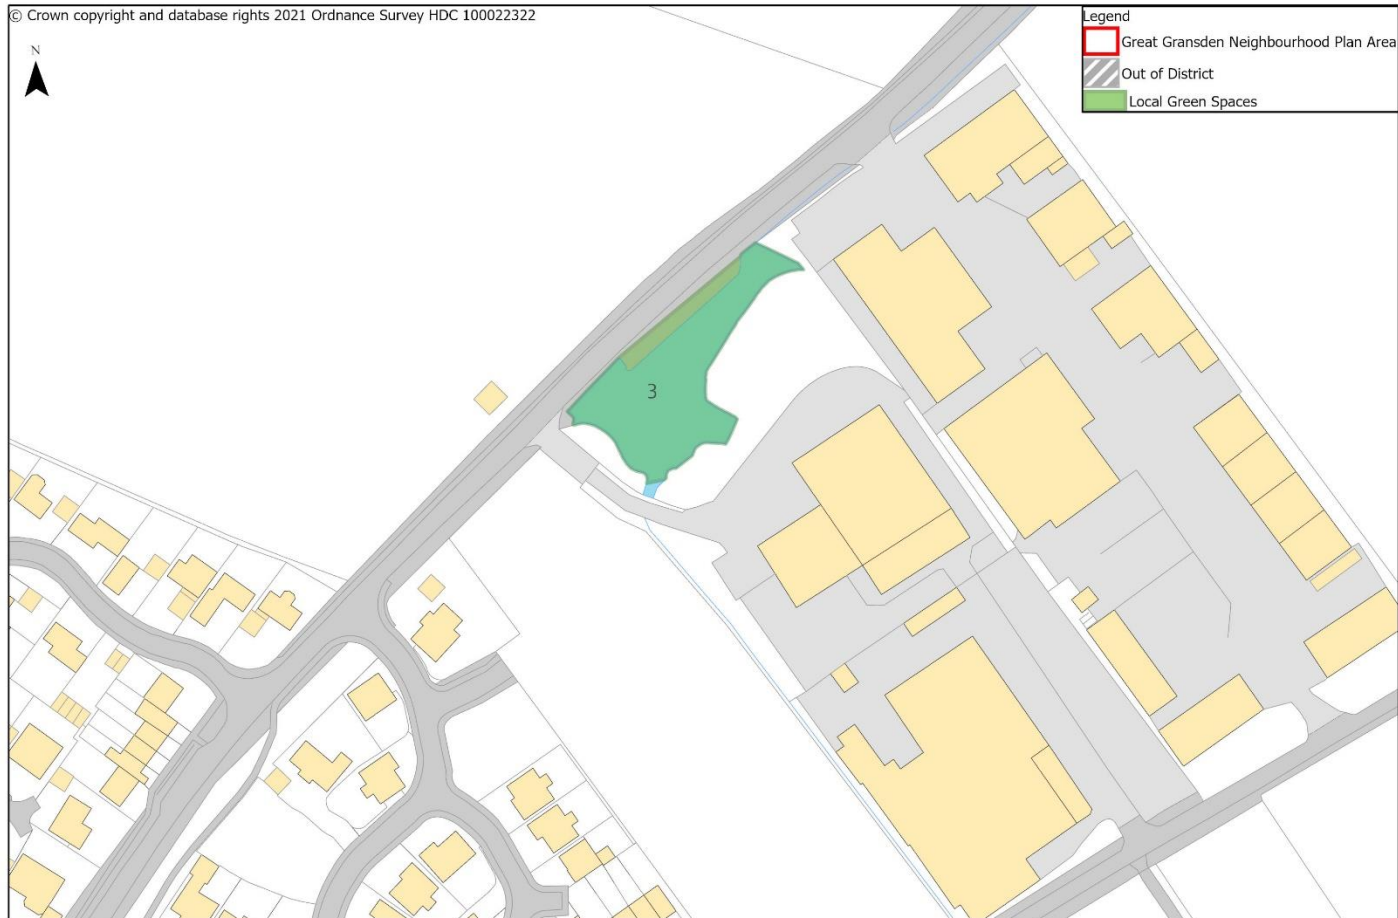 © Crown copyright and database rights 2021 Ordnance Survey HDC 100022322
Legend
Great Gransden Neighbourhood Plan Area
Out of District
Local Green Spaces
N
3